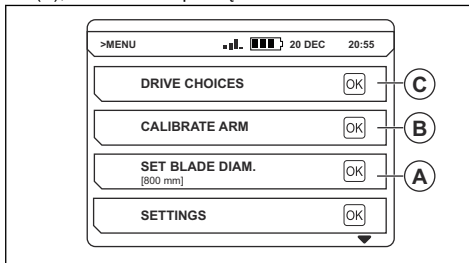 >MENU 20 DEC 20:55
DRIVE CHOICES OK C
CALIBRATE ARM OK B
SET BLADE DIAM. OK A
[800 mm]
SETTINGS OK